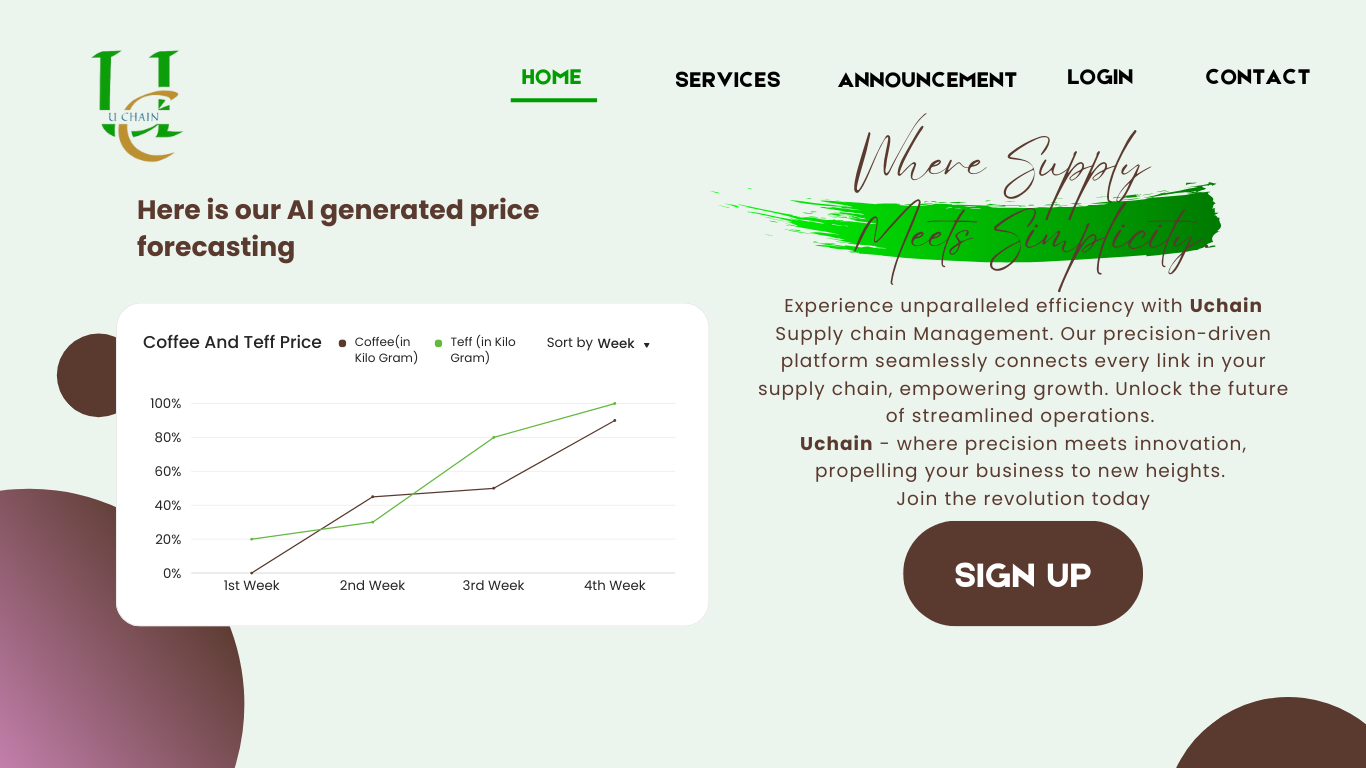 U CHAIN
HOME
SERVICES
ANNOUNCEMENT
LOGIN
CONTACT
Here is our AI generated price
forecasting
Coffee And Teff Price
Coffee(in
Kilo Gram)
Teff (in Kilo
Gram)
Sort by Week
100%
80%
60%
40%
20%
0%
1st Week
2nd Week
3rd Week
4th Week
Where Supply
Meets Simplicity.
Experience unparalleled efficiency with Uchain
Supply chain Management. Our precision-driven
platform seamlessly connects every link in your
supply chain, empowering growth. Unlock the future
of streamlined operations.
Uchain - where precision meets innovation,
propelling your business to new heights.
Join the revolution today
SIGN UP